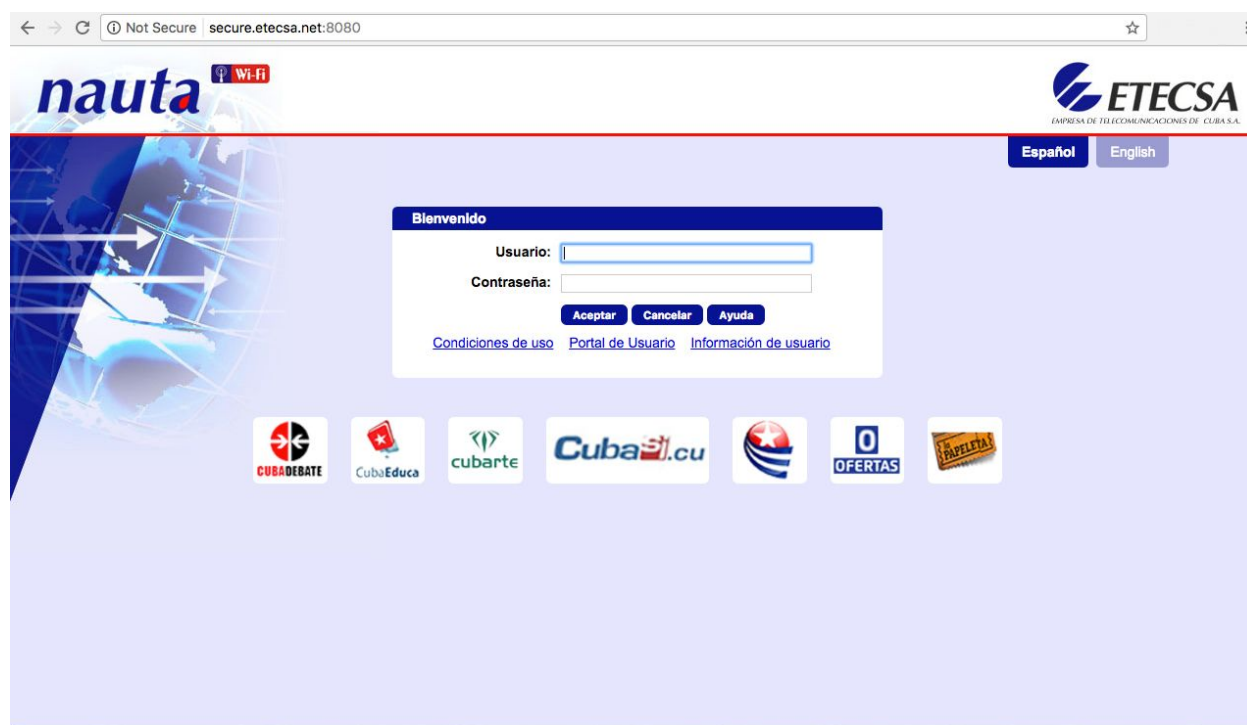 Not Secure secure.etecsa.net:8080
nauta Wi-Fi
ETECSA
EMPRESA DE TELECOMUNICACIONES DE CUBA S.A.
Español English
Bienvenido
Usuario:
Contraseña:
Aceptar Cancelar Ayuda
Condiciones de uso Portal de Usuario Información de usuario
CUBADEBATE
CubaEduca
cubarte
CubaSí.cu
O
OFERTAS
la
PAPELETA